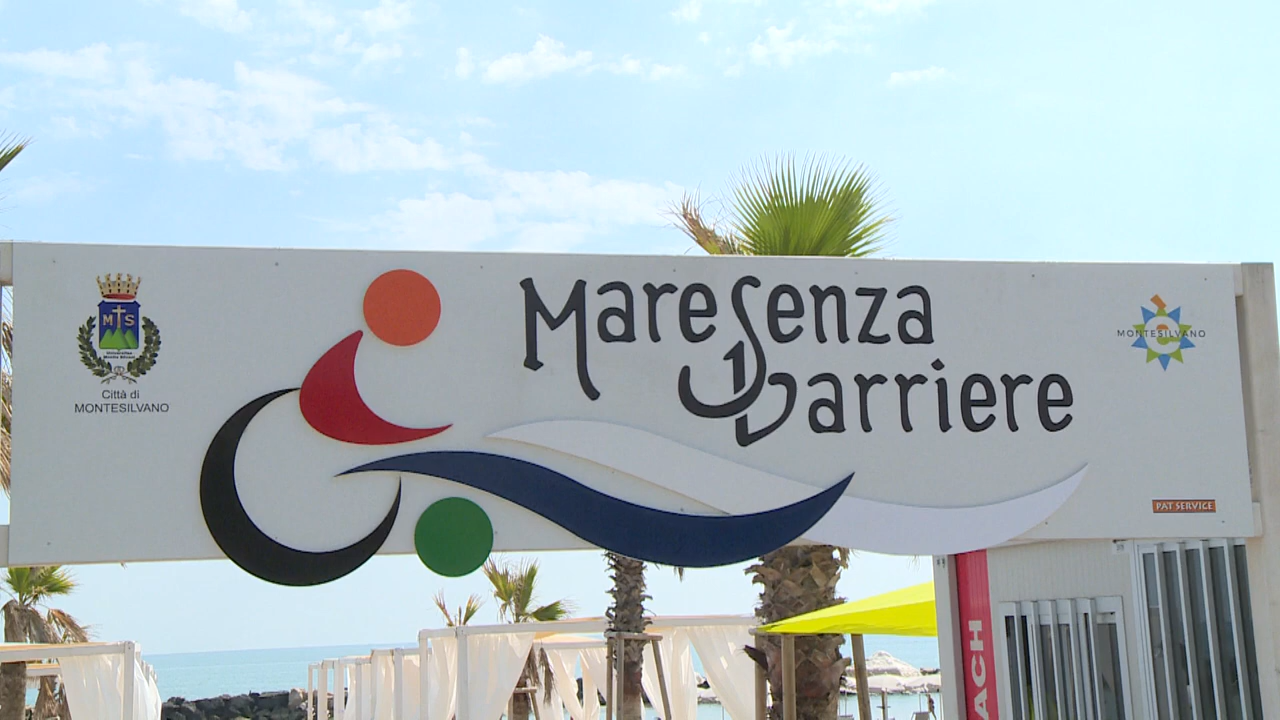 Mare Senza
Barriere
M S
Città di
MONTESILVANO
MONTESILVANO
PAT SERVICE
ACH